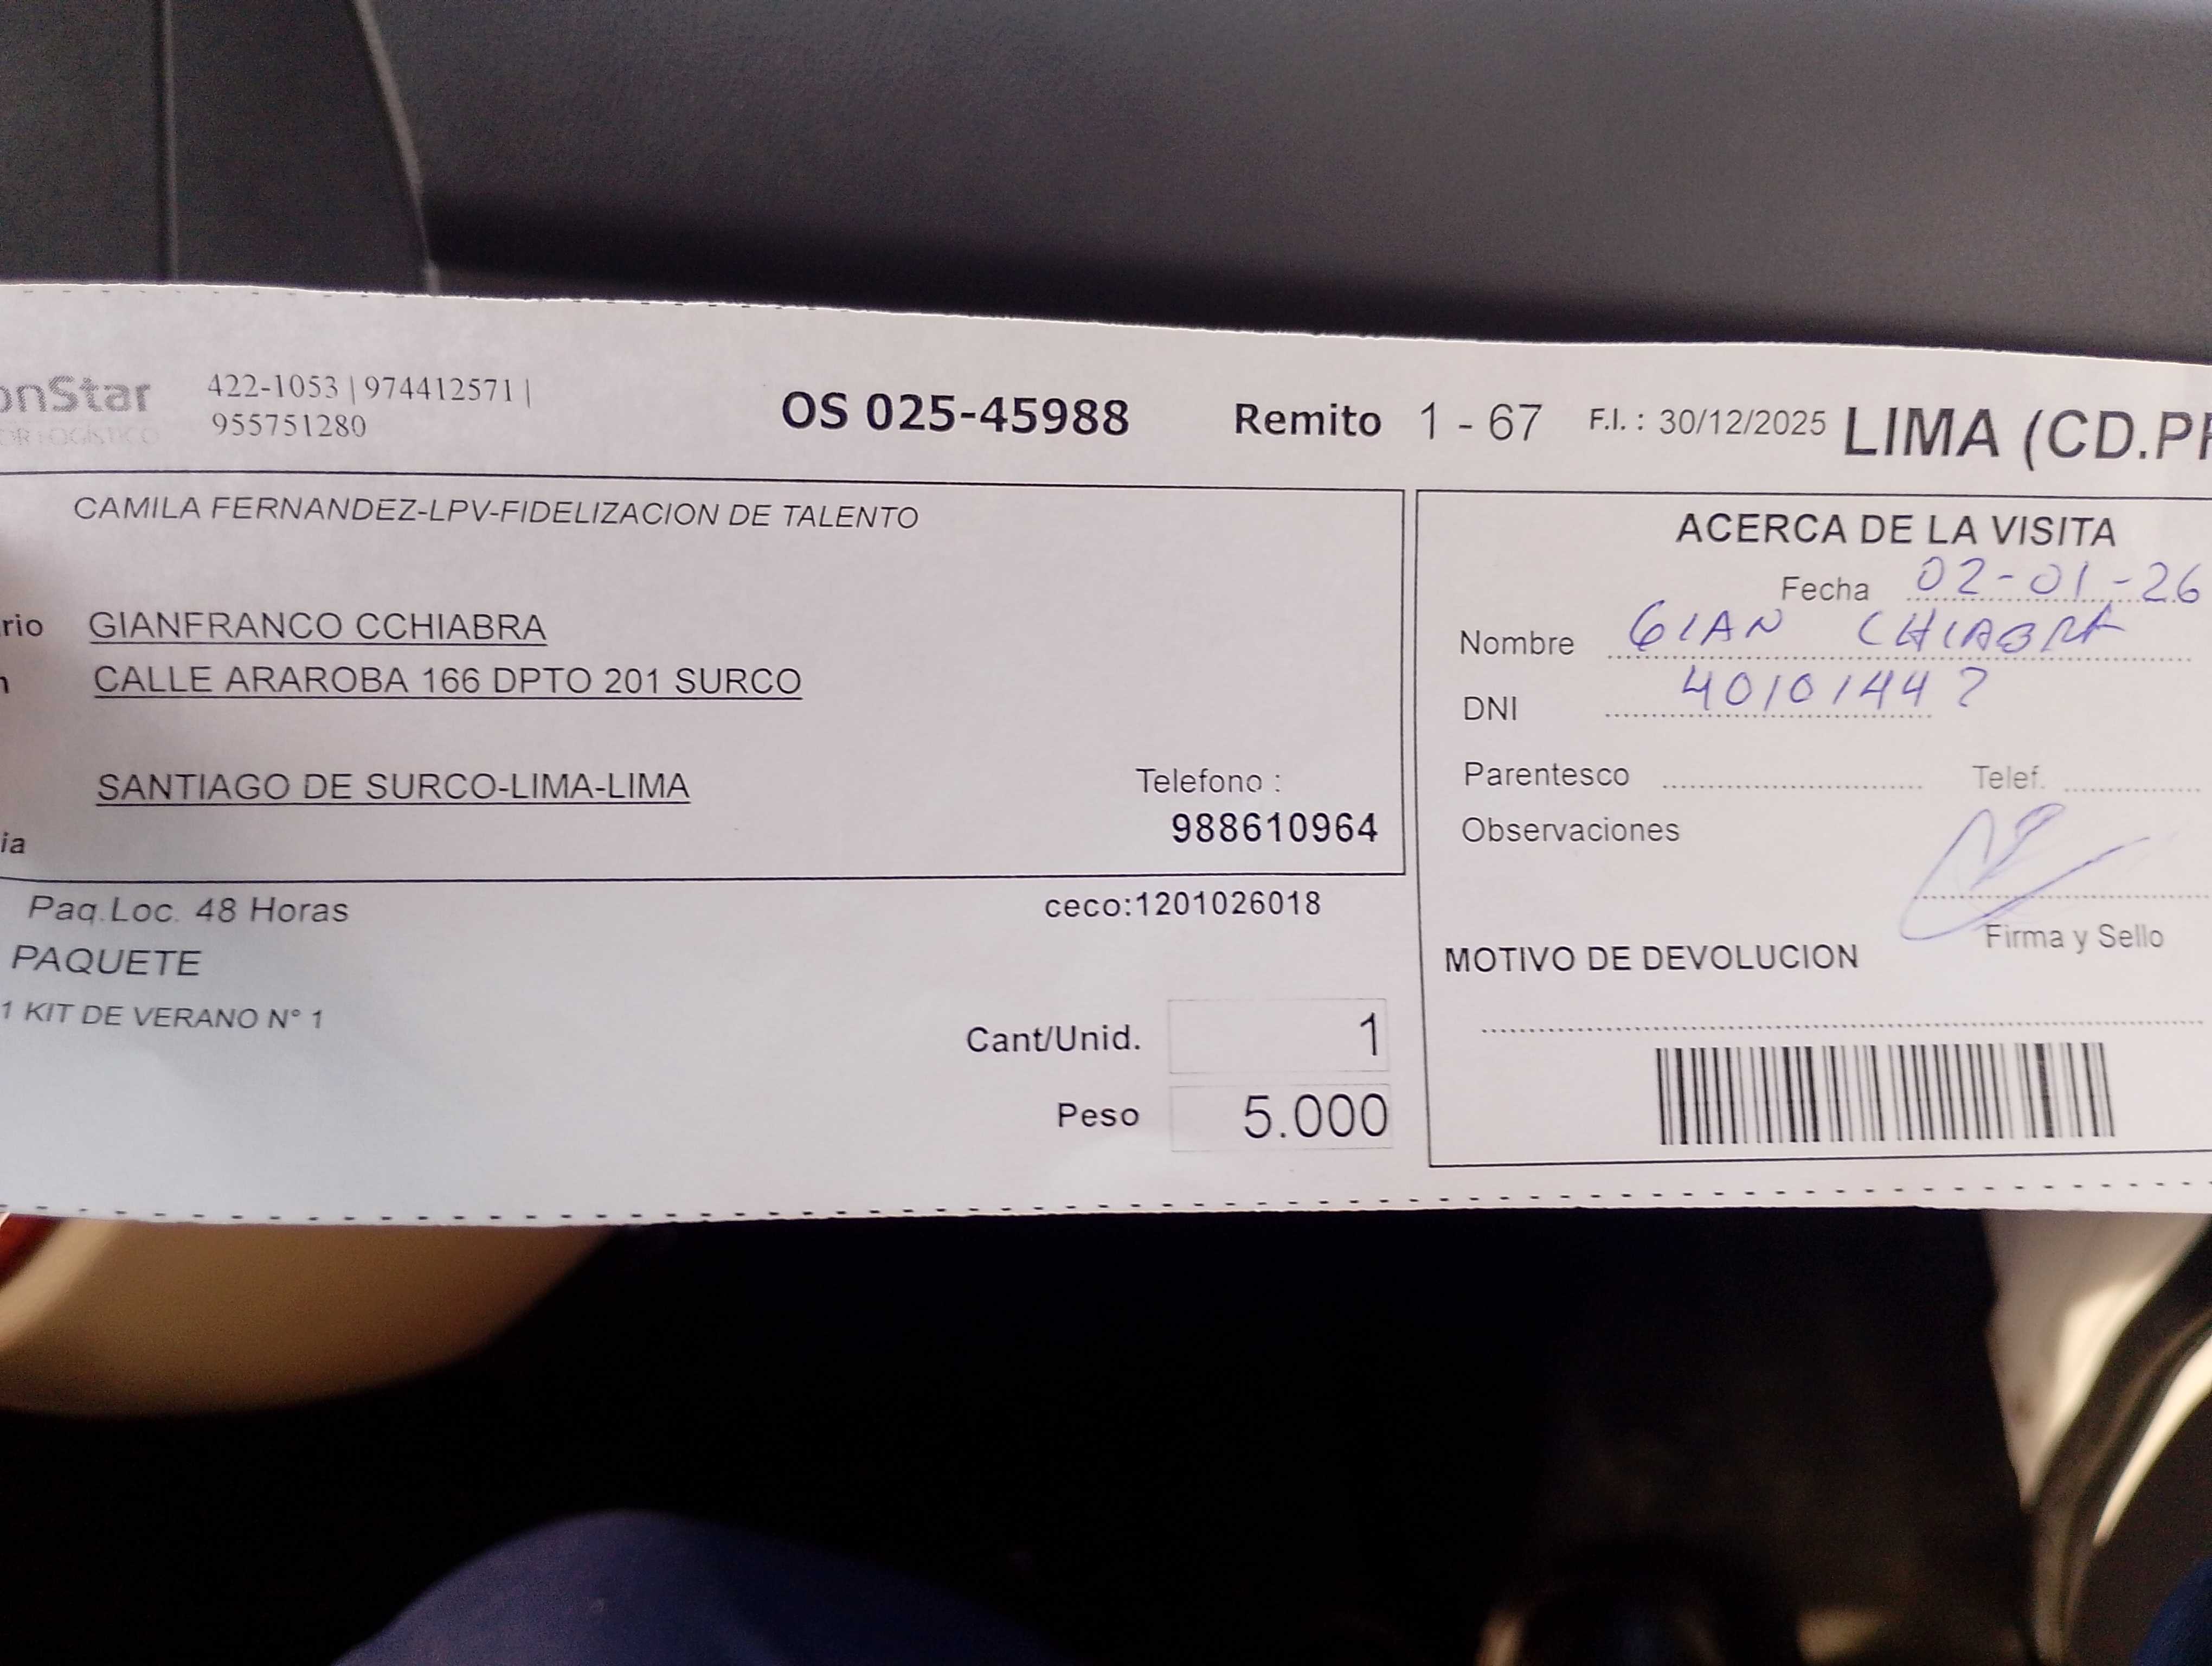 onStar
OR LOGÍSTICO
422-1053 | 974412571 |
955751280
OS 025-45988 Remito 1 - 67 F.I. : 30/12/2025 LIMA (CD.PR
CAMILA FERNANDEZ-LPV-FIDELIZACION DE TALENTO
rio GIANFRANCO CCHIABRA
n CALLE ARAROBA 166 DPTO 201 SURCO
SANTIAGO DE SURCO-LIMA-LIMA
Telefono :
988610964
ia
Paq.Loc. 48 Horas
ceco:1201026018
PAQUETE
1 KIT DE VERANO N° 1
Cant/Unid. 1
Peso 5.000
ACERCA DE LA VISITA
Fecha 02-01-26
Nombre GIAN CHIABRA
DNI 40101442
Parentesco Telef.
Observaciones
Firma y Sello
MOTIVO DE DEVOLUCION